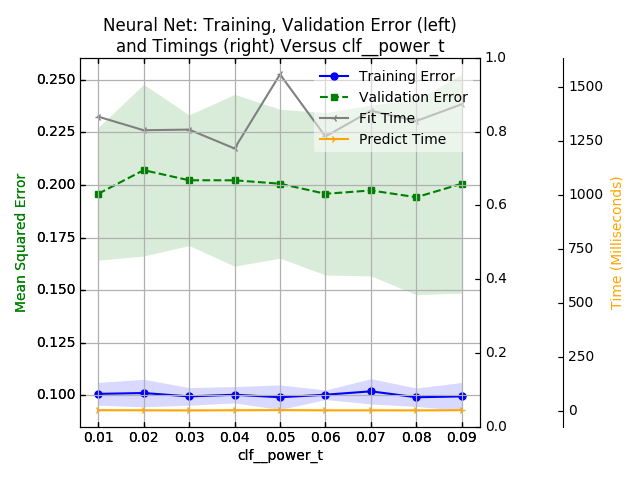 Neural Net: Training, Validation Error (left)
and Timings (right) Versus clf__power_t
Training Error
Validation Error
Fit Time
Predict Time
Mean Squared Error
0.250
0.225
0.200
0.175
0.150
0.125
0.100
1.0
0.8
0.6
0.4
0.2
0.0
1500
1250
1000
750
500
250
0
Time (Milliseconds)
0.01 0.02 0.03 0.04 0.05 0.06 0.07 0.08 0.09
clf__power_t